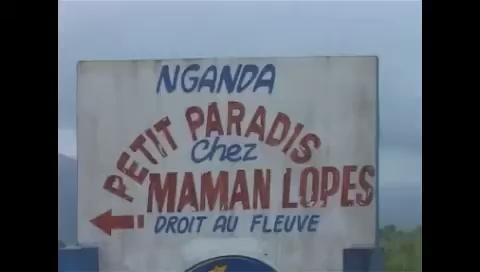 NGANDA
PETIT PARADIS
Chez
MAMAN LOPES
DROIT AU FLEUVE